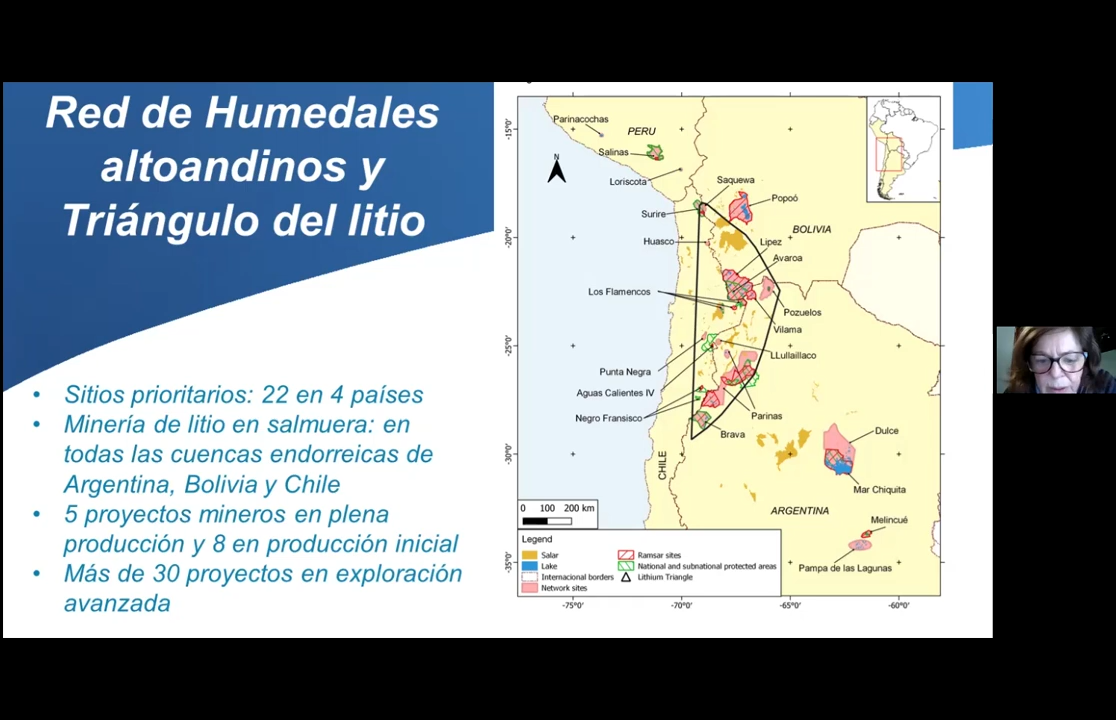 Red de Humedales
altoandinos y
Triángulo del litio
• Sitios prioritarios: 22 en 4 países
• Minería de litio en salmuera: en
todas las cuencas endorreicas de
Argentina, Bolivia y Chile
• 5 proyectos mineros en plena
producción y 8 en producción inicial
• Más de 30 proyectos en exploración
avanzada
Parinacochas
PERU
Salinas
Loriscota
N
Saquewa
Popoó
Surire
BOLIVIA
Huasco
Lipez
Avaroa
Los Flamencos
Pozuelos
Vilama
LLullaillaco
Punta Negra
Aguas Calientes IV
Negro Fransisco
Parinas
Brava
Dulce
CHILE
Mar Chiquita
ARGENTINA
Melincué
Pampa de las Lagunas
0 100 200 km
Legend
Salar
Lake
Internacional borders
Network sites
Ramsar sites
National and subnational protected areas
Lithium Triangle
-15°0'
-20°0'
-25°0'
-30°0'
-35°0'
-75°0' -70°0' -65°0' -60°0'